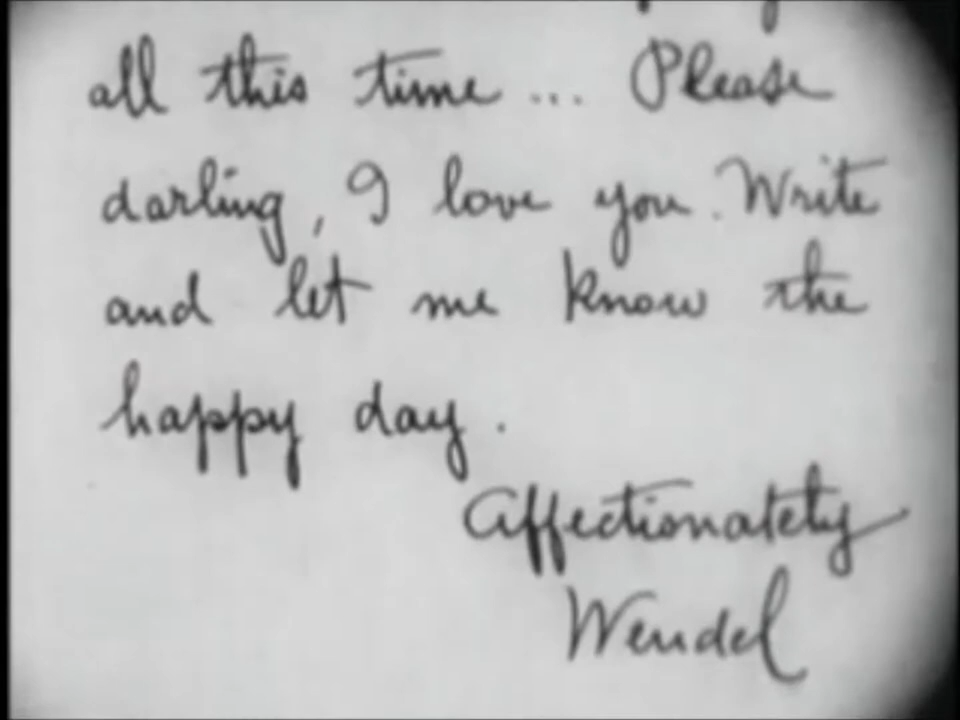 all this time ... Please
darling, I love you. Write
and let me know the
happy day.
Affectionately
Wendel